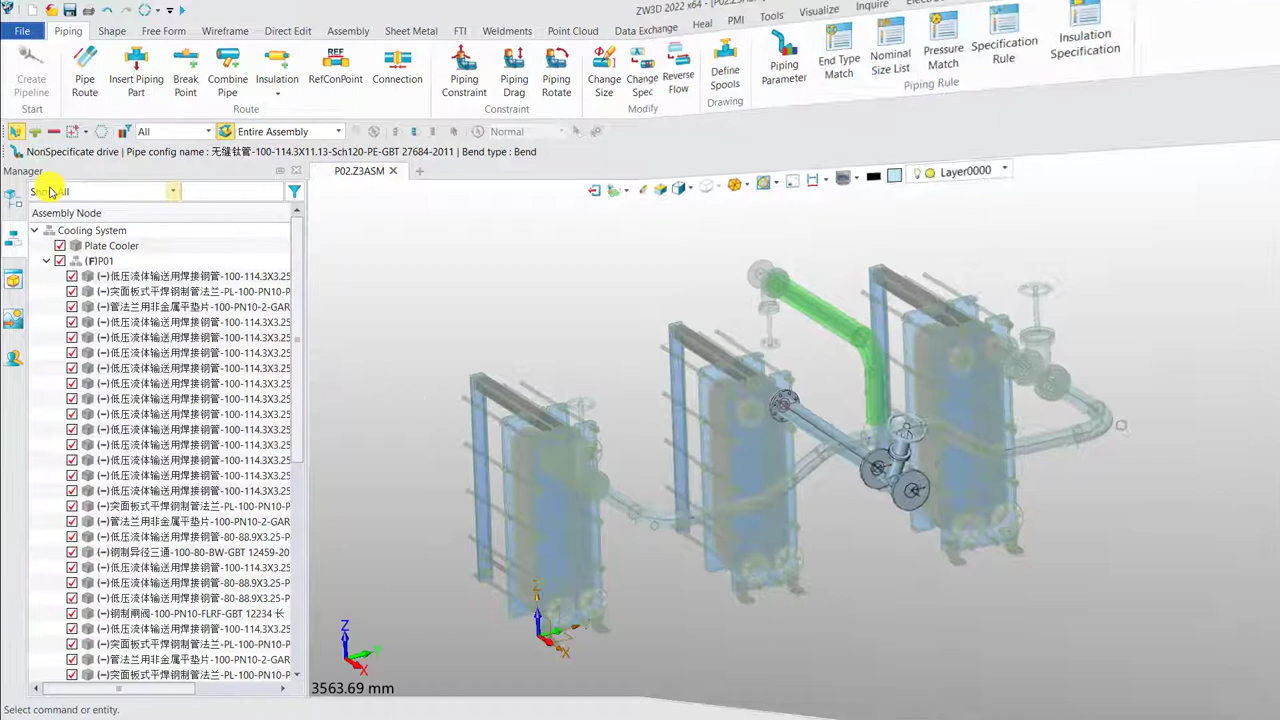 ZW3D 2022 x64 - [P02.Z3
File Piping Shape Free Form Wireframe Direct Edit Assembly Sheet Metal FTI Weldments Point Cloud Data Exchange Heal PMI Tools Visualize Inquire
Create Pipeline
Pipe Route
Insert Piping Part
Break Point
Combine Pipe
Insulation
REF
RefConPoint
Connection
Piping Constraint
Piping Drag
Piping Rotate
Change Size
Change Spec
Reverse Flow
Define Spools
Piping Parameter
End Type Match
Nominal Size List
Pressure Match
Specification Rule
Insulation Specification
Start Route Constraint Modify Drawing Piping Rule
All Entire Assembly Normal
NonSpecificate drive | Pipe config name : 无缝钛管-100-114.3X11.13-Sch120-PE-GBT 27684-2011 | Bend type : Bend
Manager P02.Z3ASM
Show All Layer0000
Assembly Node
Cooling System
Plate Cooler
(F)P01
(-)低压流体输送用焊接钢管-100-114.3X3.25
(-)突面板式平焊钢制管法兰-PL-100-PN10-P
(-)管法兰用非金属平垫片-100-PN10-2-GAR
(-)低压流体输送用焊接钢管-100-114.3X3.25
(-)低压流体输送用焊接钢管-100-114.3X3.25
(-)低压流体输送用焊接钢管-100-114.3X3.25
(-)低压流体输送用焊接钢管-100-114.3X3.25
(-)低压流体输送用焊接钢管-100-114.3X3.25
(-)低压流体输送用焊接钢管-100-114.3X3.25
(-)低压流体输送用焊接钢管-100-114.3X3.25
(-)低压流体输送用焊接钢管-100-114.3X3.25
(-)低压流体输送用焊接钢管-100-114.3X3.25
(-)低压流体输送用焊接钢管-100-114.3X3.25
(-)低压流体输送用焊接钢管-100-114.3X3.25
(-)低压流体输送用焊接钢管-100-114.3X3.25
(-)突面板式平焊钢制管法兰-PL-100-PN10-P
(-)管法兰用非金属平垫片-100-PN10-2-GAR
(-)低压流体输送用焊接钢管-80-88.9X3.25-P
(-)钢制异径三通-100-80-BW-GBT 12459-20
(-)低压流体输送用焊接钢管-100-114.3X3.25
(-)低压流体输送用焊接钢管-80-88.9X3.25-P
(-)低压流体输送用焊接钢管-80-88.9X3.25-P
(-)钢制闸阀-100-PN10-FLRF-GBT 12234 长
(-)低压流体输送用焊接钢管-100-114.3X3.25
(-)突面板式平焊钢制管法兰-PL-100-PN10-P
(-)管法兰用非金属平垫片-100-PN10-2-GAR
(-)突面板式平焊钢制管法兰-PL-100-PN10-P
Z
Y
X
Z
X
3563.69 mm
Select command or entity.